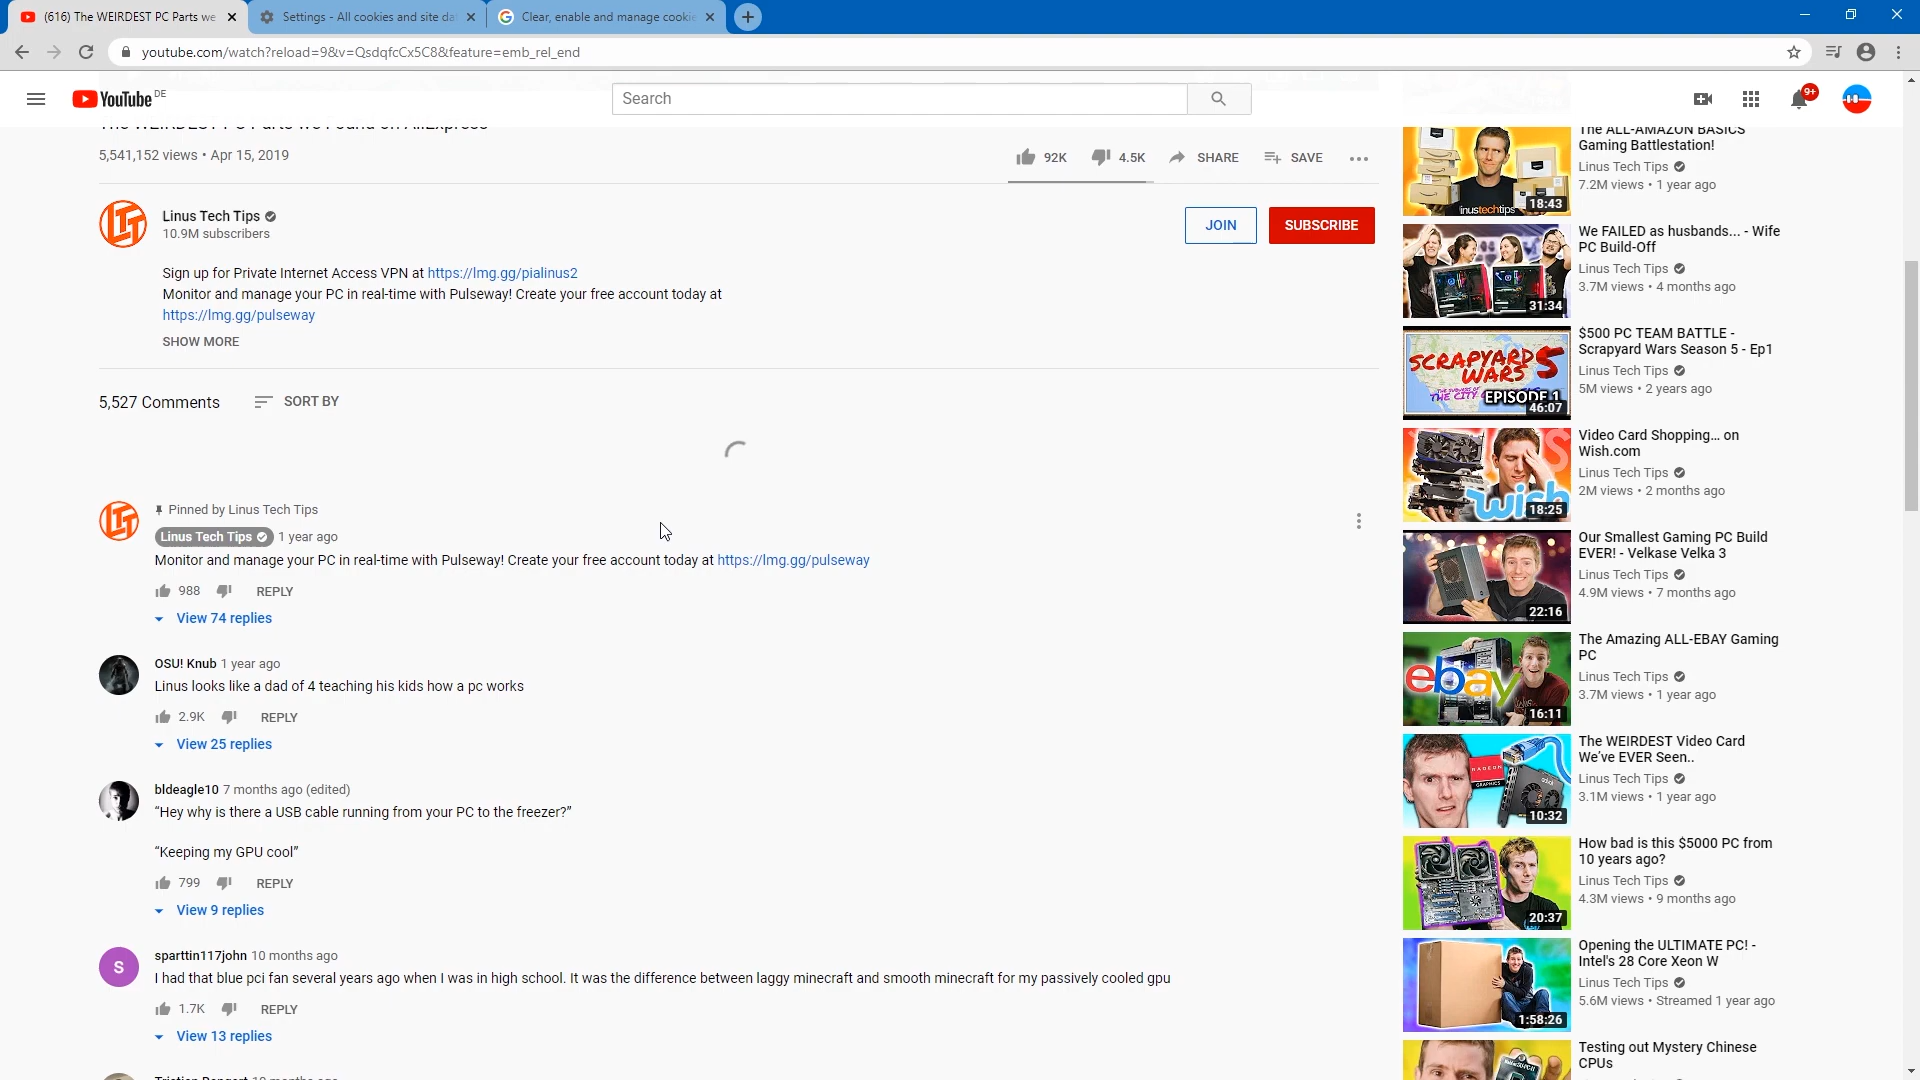 (616) The WEIRDEST PC Parts we
Settings - All cookies and site da
Clear, enable and manage cookie
youtube.com/watch?reload=9&v=QsdqfcCx5C8&feature=emb_rel_end
YouTube DE
Search
9+
The WEIRDEST PC Parts we Found on AliExpress
5,541,152 views • Apr 15, 2019
92K
4.5K
SHARE
SAVE
Linus Tech Tips
10.9M subscribers
JOIN
SUBSCRIBE
Sign up for Private Internet Access VPN at https://lmg.gg/pialinus2
Monitor and manage your PC in real-time with Pulseway! Create your free account today at
https://lmg.gg/pulseway
SHOW MORE
5,527 Comments
SORT BY
Pinned by Linus Tech Tips
Linus Tech Tips 1 year ago
Monitor and manage your PC in real-time with Pulseway! Create your free account today at https://lmg.gg/pulseway
988
REPLY
View 74 replies
OSU! Knub 1 year ago
Linus looks like a dad of 4 teaching his kids how a pc works
2.9K
REPLY
View 25 replies
bldeagle10 7 months ago (edited)
“Hey why is there a USB cable running from your PC to the freezer?”
“Keeping my GPU cool”
799
REPLY
View 9 replies
S
sparttin117john 10 months ago
I had that blue pci fan several years ago when I was in high school. It was the difference between laggy minecraft and smooth minecraft for my passively cooled gpu
1.7K
REPLY
View 13 replies
linustechtips
18:43
The ALL-AMAZON BASICS
Gaming Battlestation!
Linus Tech Tips
7.2M views • 1 year ago
31:34
We FAILED as husbands... - Wife
PC Build-Off
Linus Tech Tips
3.7M views • 4 months ago
SCRAPYARD
WARS 5
THE CITY
EPISODE 1
46:07
$500 PC TEAM BATTLE -
Scrapyard Wars Season 5 - Ep1
Linus Tech Tips
5M views • 2 years ago
wish
18:25
Video Card Shopping… on
Wish.com
Linus Tech Tips
2M views • 2 months ago
22:16
Our Smallest Gaming PC Build
EVER! - Velkase Velka 3
Linus Tech Tips
4.9M views • 7 months ago
ebay
16:11
The Amazing ALL-EBAY Gaming
PC
Linus Tech Tips
3.7M views • 1 year ago
RADEON
GRAPHICS
10:32
The WEIRDEST Video Card
We’ve EVER Seen..
Linus Tech Tips
3.1M views • 1 year ago
20:37
How bad is this $5000 PC from
10 years ago?
Linus Tech Tips
4.3M views • 9 months ago
1:58:26
Opening the ULTIMATE PC! -
Intel's 28 Core Xeon W
Linus Tech Tips
5.6M views • Streamed 1 year ago
Testing out Mystery Chinese
CPUs